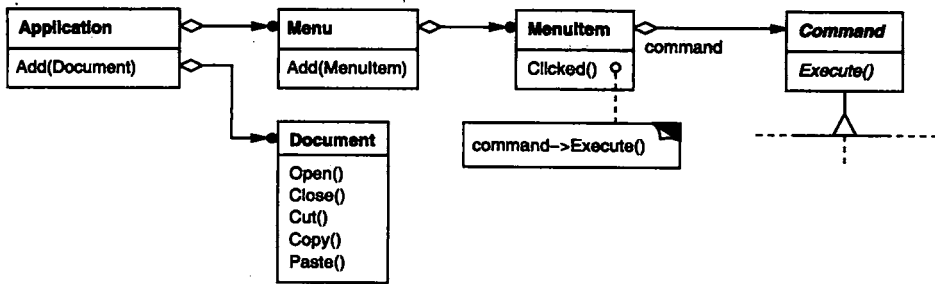 Application
Add(Document)
Menu
Add(MenuItem)
MenuItem
Clicked()
command
Command
Execute()
command->Execute()
Document
Open()
Close()
Cut()
Copy()
Paste()